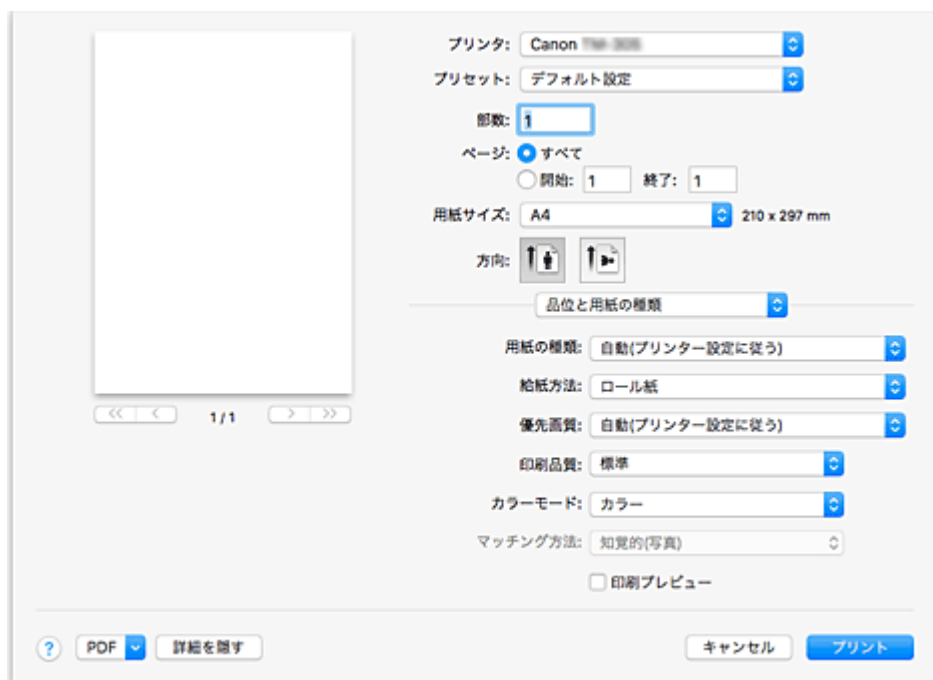 プリンタ: Canon
プリセット: デフォルト設定
部数: 1
ページ: すべて
開始: 1 終了: 1
用紙サイズ: A4 210 x 297 mm
方向:
品位と用紙の種類
用紙の種類: 自動(プリンター設定に従う)
給紙方法: ロール紙
優先画質: 自動(プリンター設定に従う)
<< < 1 / 1 > >>
印刷品質: 標準
カラーモード: カラー
マッチング方法: 知覚的(写真)
印刷プレビュー
? PDF 詳細を隠す キャンセル プリント